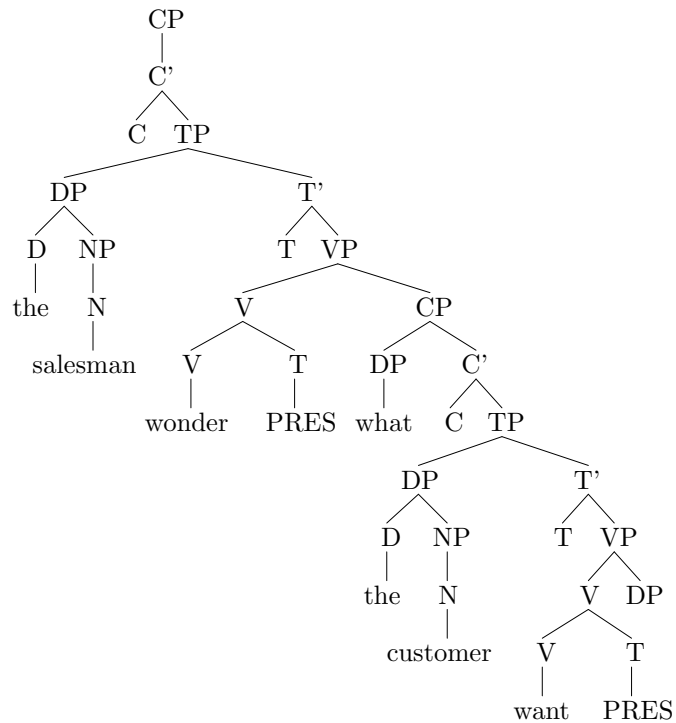 CP
C'
C TP
DP T'
D NP T VP
the N V CP
salesman V T DP C'
wonder PRES what C TP
DP T'
D NP T VP
the N V DP
customer V T
want PRES